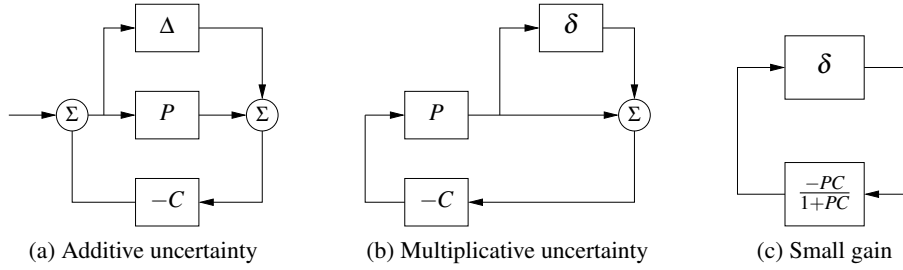 Δ
δ
δ
Σ
P
Σ
P
Σ
−C
−C
−PC
1+PC
(a) Additive uncertainty
(b) Multiplicative uncertainty
(c) Small gain